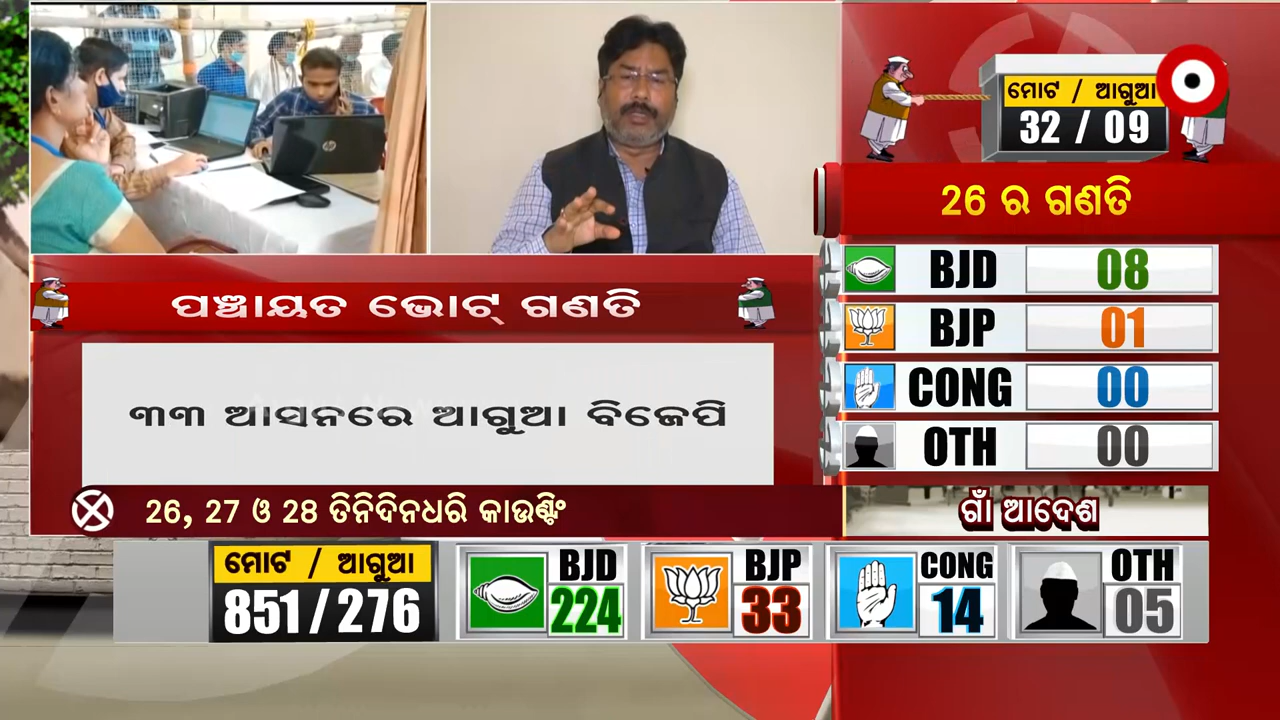 ମୋଟ / ଆଗୁଆ
32 / 09
26 ର ଗଣତି
BJD 08
BJP 01
CONG 00
OTH 00
ପଞ୍ଚାୟତ ଭୋଟ୍ ଗଣତି
୩୩ ଆସନରେ ଆଗୁଆ ବିଜେପି
26, 27 ଓ 28 ତିନିଦିନଧରି କାଉଣ୍ଟିଂ
ଗାଁ ଆଦେଶ
ମୋଟ / ଆଗୁଆ
851/276
BJD 224
BJP 33
CONG 14
OTH 05
hp